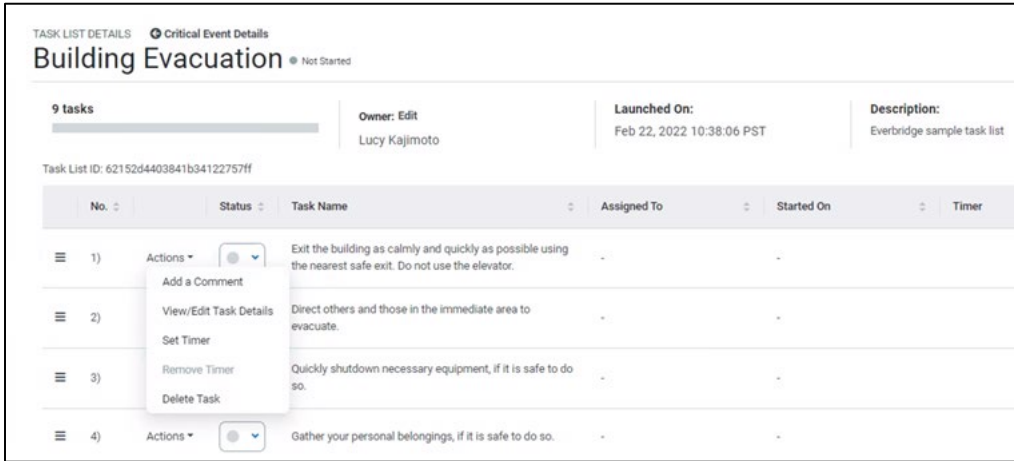 TASK LIST DETAILS Critical Event Details
Building Evacuation Not Started
9 tasks
Owner: Edit
Lucy Kajimoto
Launched On:
Feb 22, 2022 10:38:06 PST
Description:
Everbridge sample task list
Task List ID: 62152d4403841b34122757ff
No. Status Task Name Assigned To Started On Timer
1) Actions Exit the building as calmly and quickly as possible using
the nearest safe exit. Do not use the elevator. - -
Add a Comment
View/Edit Task Details
Set Timer
Remove Timer
Delete Task
2) Direct others and those in the immediate area to
evacuate. - -
3) Quickly shutdown necessary equipment, if it is safe to do
so. - -
4) Actions Gather your personal belongings, if it is safe to do so. - -